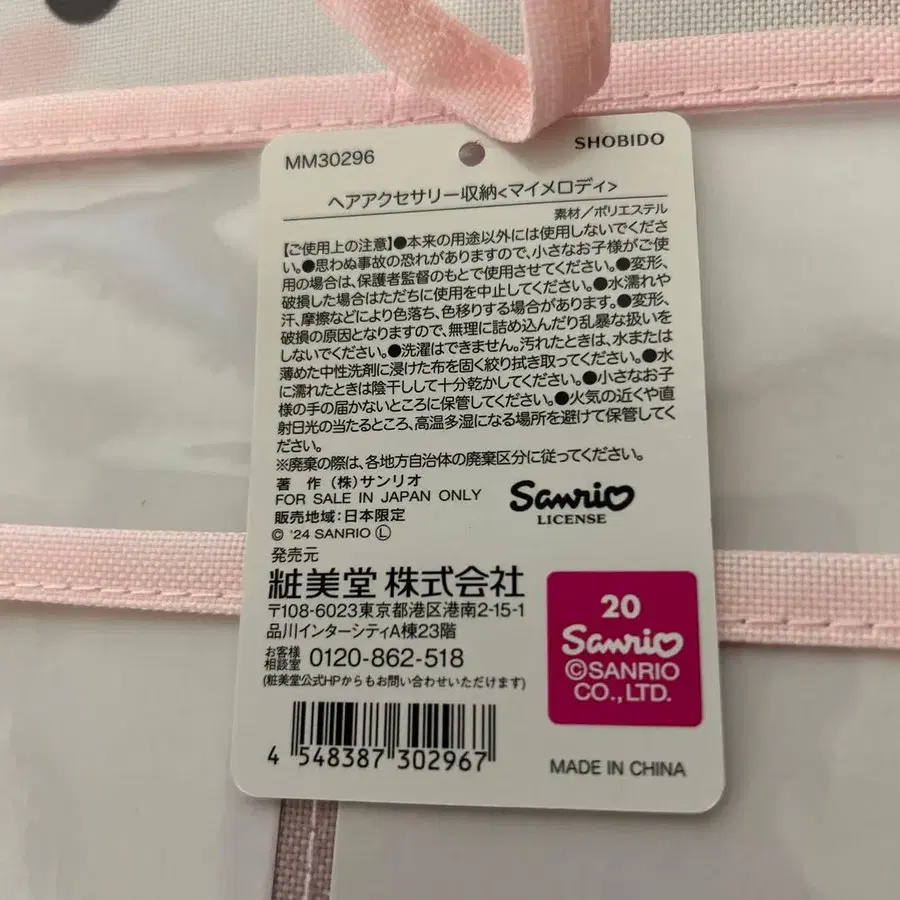 MM30296
SHOBIDO
ヘアアクセサリー収納<マイメロディ>
素材/ポリエステル
【ご使用上の注意】●本来の用途以外には使用しないでくださ
い。●思わぬ事故の恐れがありますので、小さなお子様がご使
用の場合は、保護者監督のもとで使用させてください。●変形、
破損した場合はただちに使用を中止してください。●水濡れや
汗、摩擦などにより色落ち、色移りする場合があります。●変形、
破損の原因となりますので、無理に詰め込んだり乱暴な扱いを
しないでください。●洗濯はできません。汚れたときは、水または
薄めた中性洗剤に浸けた布を固く絞り拭き取ってください。●水
に濡れたときは陰干しして十分乾かしてください。●小さなお子
様の手の届かないところに保管してください。●火気の近くや直
射日光の当たるところ、高温多湿になる場所を避けて保管してく
ださい。
※廃棄の際は、各地方自治体の廃棄区分に従ってください。
著 作 (株)サンリオ
FOR SALE IN JAPAN ONLY
販売地域:日本限定
© '24 SANRIO Ⓛ
Sanrio
LICENSE
発売元
粧美堂 株式会社
〒108-6023東京都港区港南2-15-1
品川インターシティA棟23階
お客様
相談室 0120-862-518
(粧美堂公式HPからもお問い合わせいただけます)
20
Sanrio
©SANRIO
CO.,LTD.
4 548387 302967
MADE IN CHINA